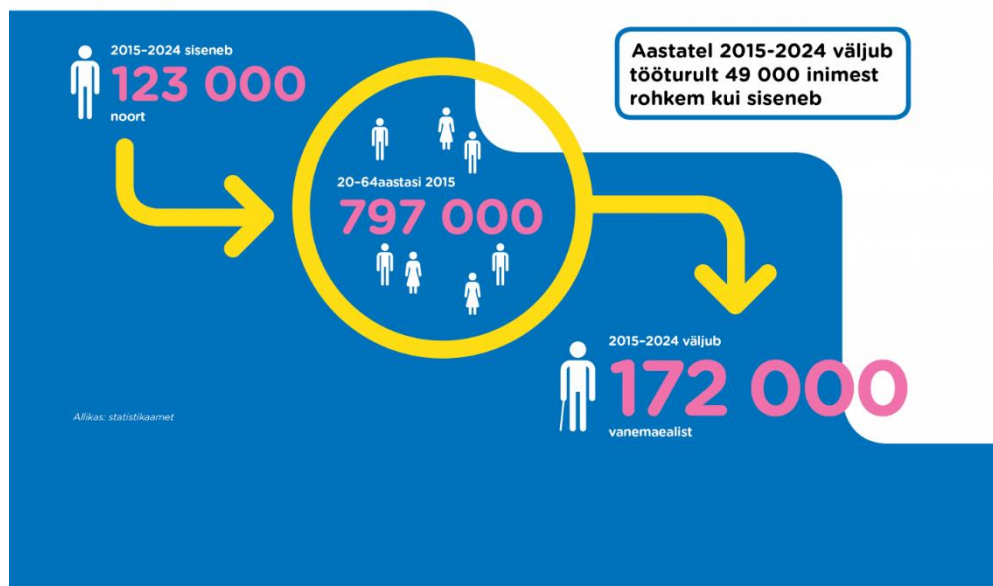 2015–2024 siseneb
123 000
noort
Aastatel 2015-2024 väljub
tööturult 49 000 inimest
rohkem kui siseneb
20–64aastasi 2015
797 000
2015–2024 väljub
172 000
vanemaealist
Allikas: statistikaamet